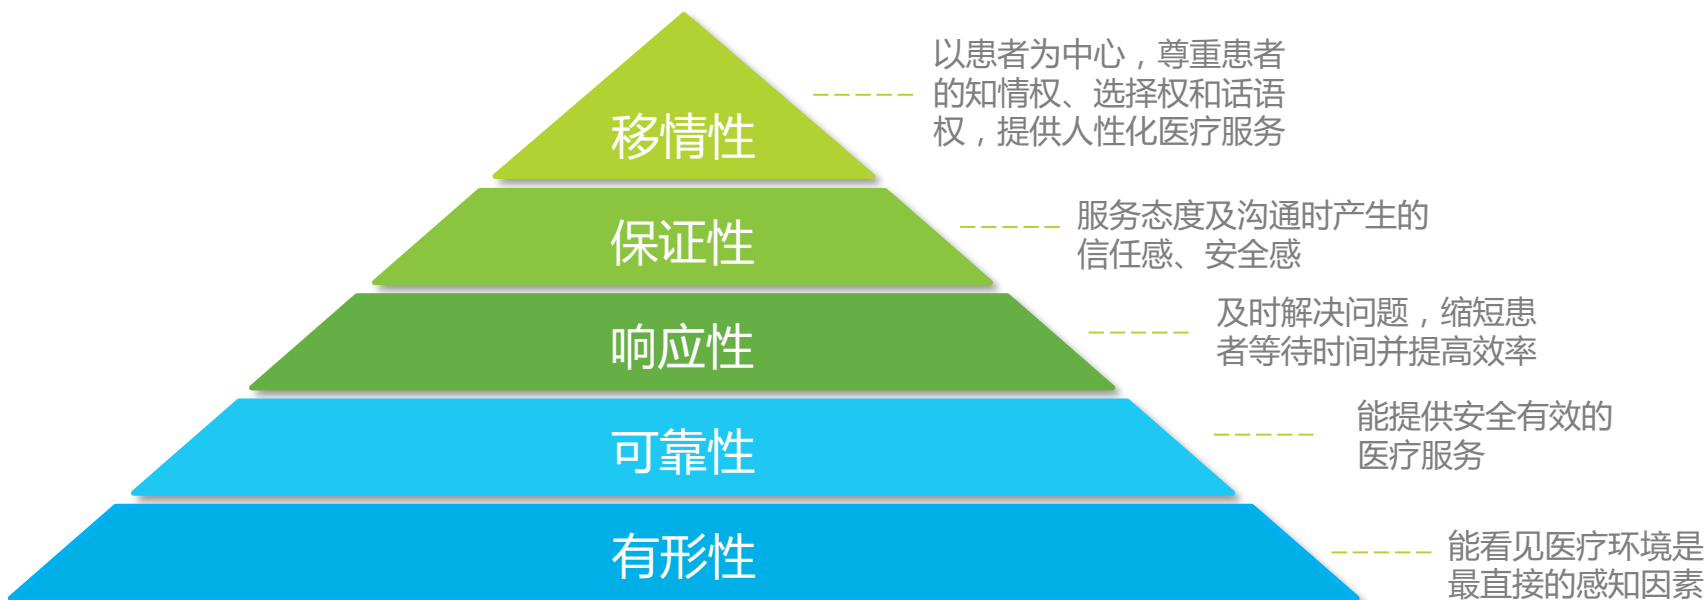 移情性
以患者为中心，尊重患者
的知情权、选择权和话语
权，提供人性化医疗服务
保证性
服务态度及沟通时产生的
信任感、安全感
响应性
及时解决问题，缩短患
者等待时间并提高效率
可靠性
能提供安全有效的
医疗服务
有形性
能看见医疗环境是
最直接的感知因素